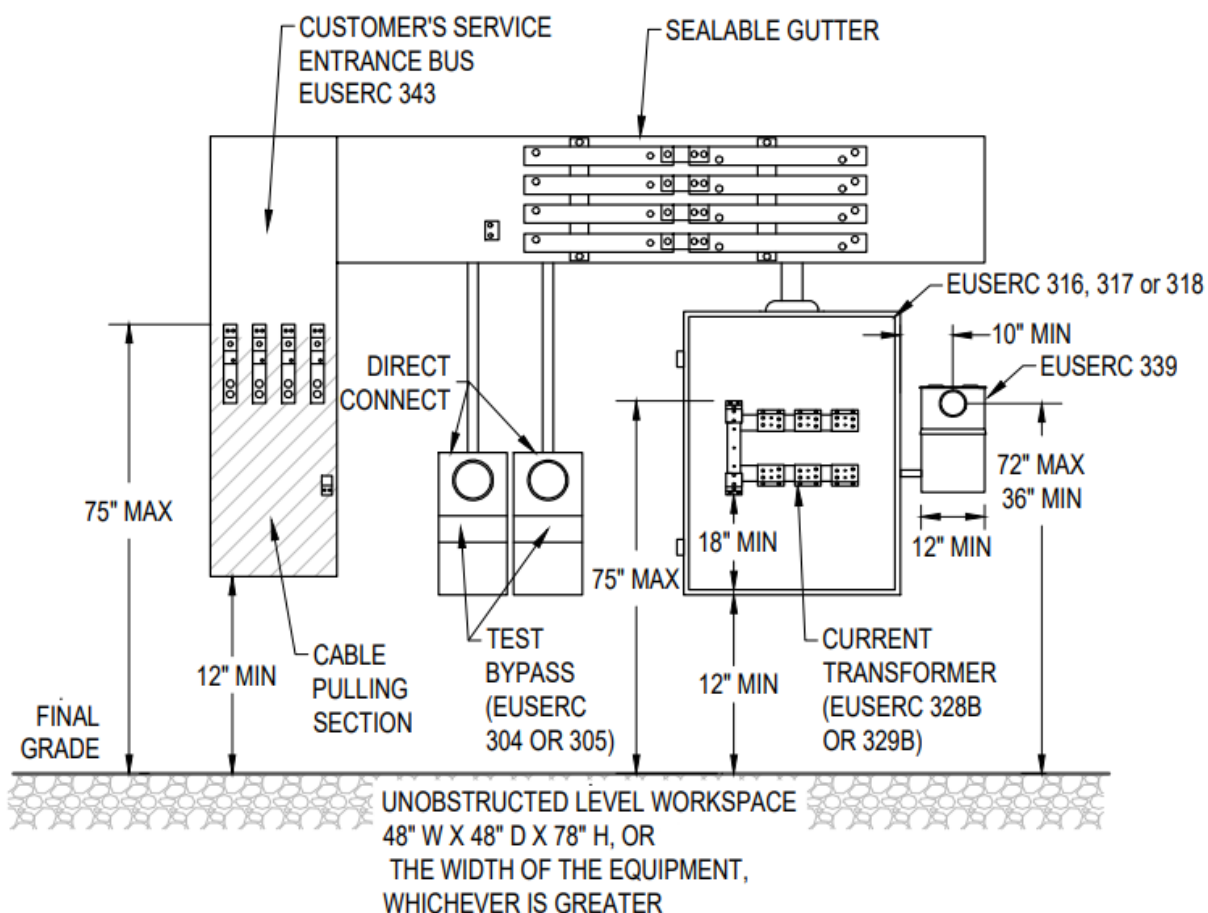 CUSTOMER'S SERVICE
ENTRANCE BUS
EUSERC 343
SEALABLE GUTTER
EUSERC 316, 317 or 318
10" MIN
EUSERC 339
DIRECT
CONNECT
75" MAX
72" MAX
36" MIN
18" MIN
12" MIN
75" MAX
12" MIN
CABLE
PULLING
SECTION
TEST
BYPASS
(EUSERC
304 OR 305)
12" MIN
CURRENT
TRANSFORMER
(EUSERC 328B
OR 329B)
FINAL
GRADE
UNOBSTRUCTED LEVEL WORKSPACE
48" W X 48" D X 78" H, OR
THE WIDTH OF THE EQUIPMENT,
WHICHEVER IS GREATER